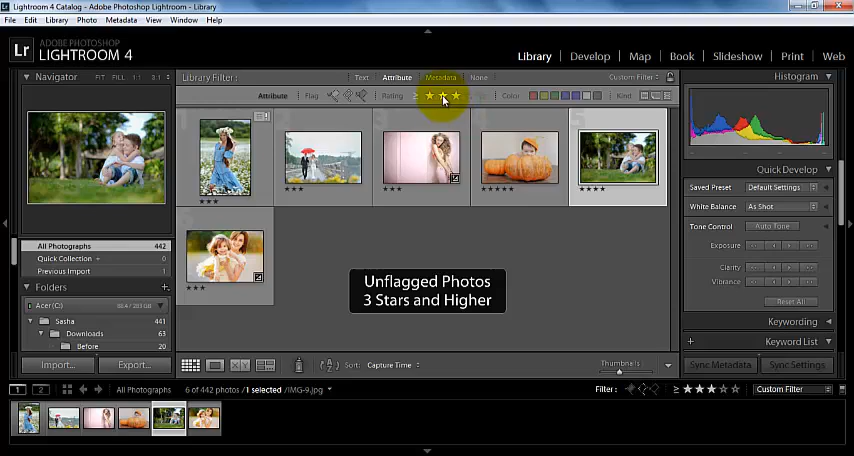 Lightroom 4 Catalog - Adobe Photoshop Lightroom - Library
File Edit Library Photo Metadata View Window Help
Lr ADOBE PHOTOSHOP
LIGHTROOM 4
Library | Develop | Map | Book | Slideshow | Print | Web
Navigator FIT FILL 1:1 3:1
Library Filter: Text Attribute Metadata None Custom Filter
Histogram
Attribute Flag Rating ≥ ★ ★ ★ Color Kind
Quick Develop
Saved Preset Default Settings
White Balance As Shot
Tone Control Auto Tone
Exposure
Clarity
Vibrance
Reset All
Keywording
Keyword List
Sync Metadata Sync Settings
All Photographs 442
Quick Collection + 0
Previous Import 1
Folders
Acer (C:)
Sasha 441
Downloads 63
Before 20
Import... Export...
Unflagged Photos
3 Stars and Higher
Sort: Capture Time
Thumbnails
1 2 All Photographs 6 of 442 photos / 1 selected / IMG-9.jpg
Filter: ≥ ★★★ Custom Filter